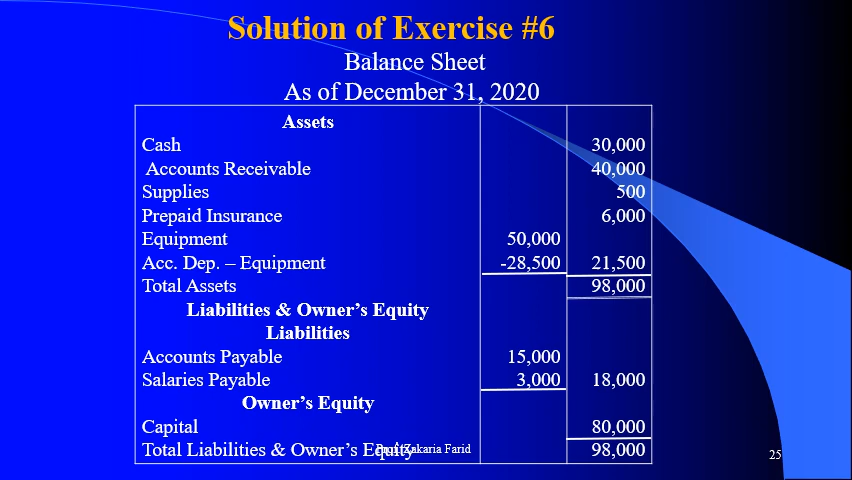 Solution of Exercise #6
Balance Sheet
As of December 31, 2020
Assets
Cash 30,000
Accounts Receivable 40,000
Supplies 500
Prepaid Insurance 6,000
Equipment 50,000
Acc. Dep. – Equipment -28,500 21,500
Total Assets 98,000
Liabilities & Owner's Equity
Liabilities
Accounts Payable 15,000
Salaries Payable 3,000 18,000
Owner's Equity
Capital 80,000
Total Liabilities & Owner's Equity 98,000
Zakaria Farid
25